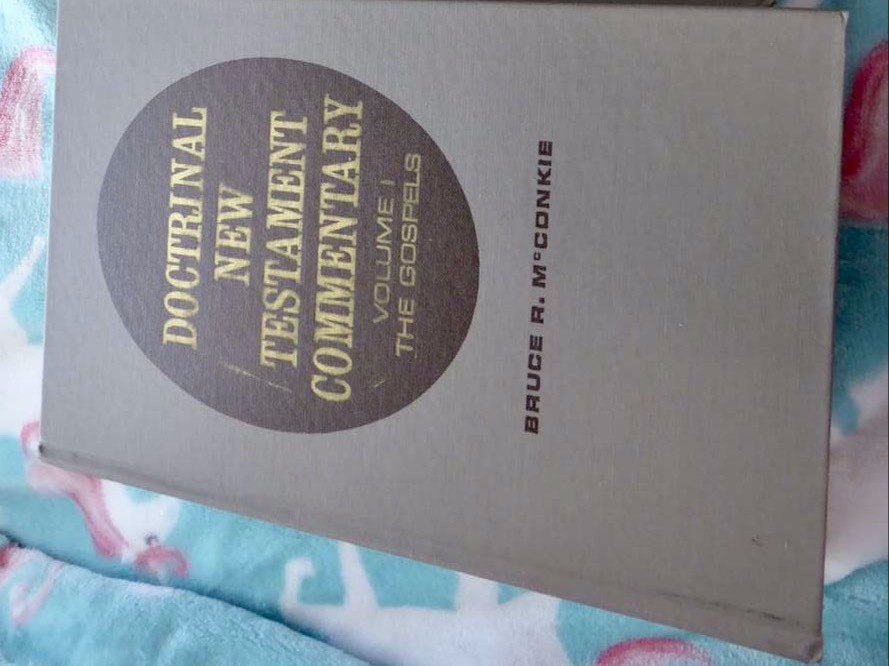 DOCTRINAL
NEW
TESTAMENT
COMMENTARY
VOLUME I
THE GOSPELS
BRUCE R. McCONKIE